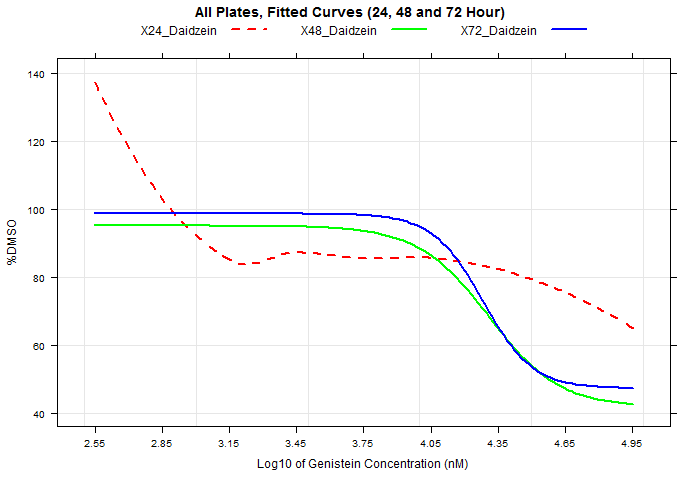 All Plates, Fitted Curves (24, 48 and 72 Hour)
X24_Daidzein X48_Daidzein X72_Daidzein
140
120
100
80
60
40
%DMSO
2.55 2.85 3.15 3.45 3.75 4.05 4.35 4.65 4.95
Log10 of Genistein Concentration (nM)